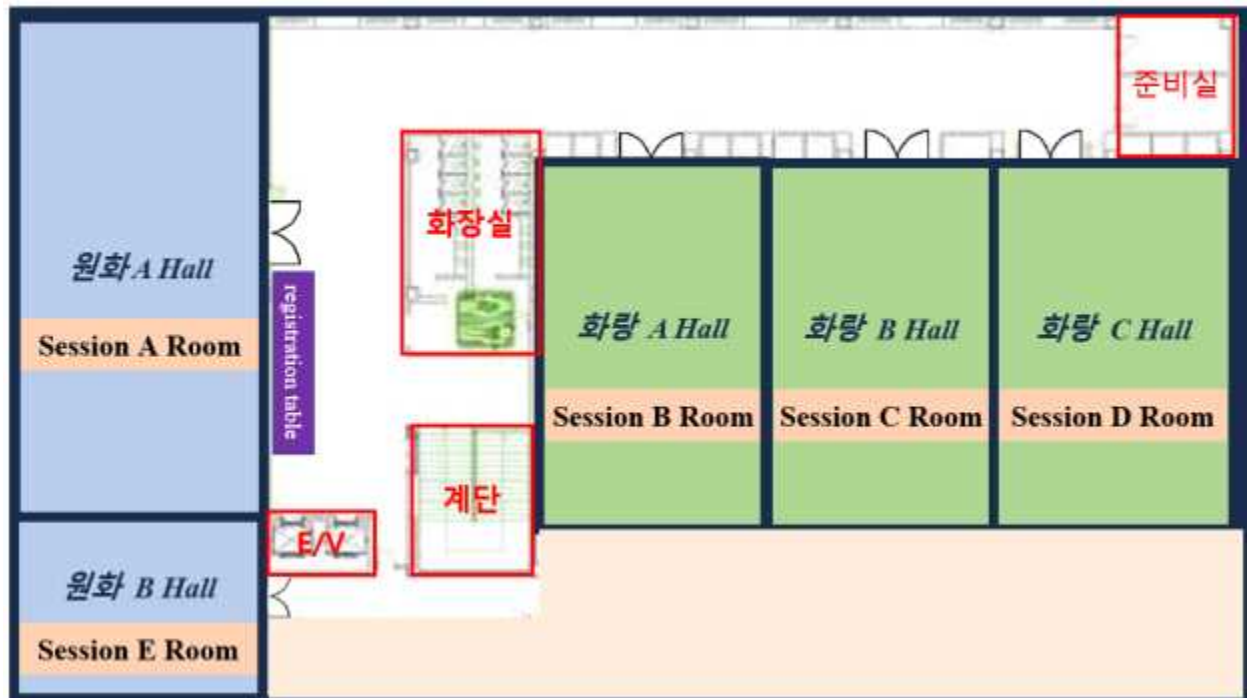 준비실
화장실
원화 A Hall
Session A Room
registration table
화랑 A Hall
Session B Room
화랑 B Hall
Session C Room
화랑 C Hall
Session D Room
계단
E/V
원화 B Hall
Session E Room